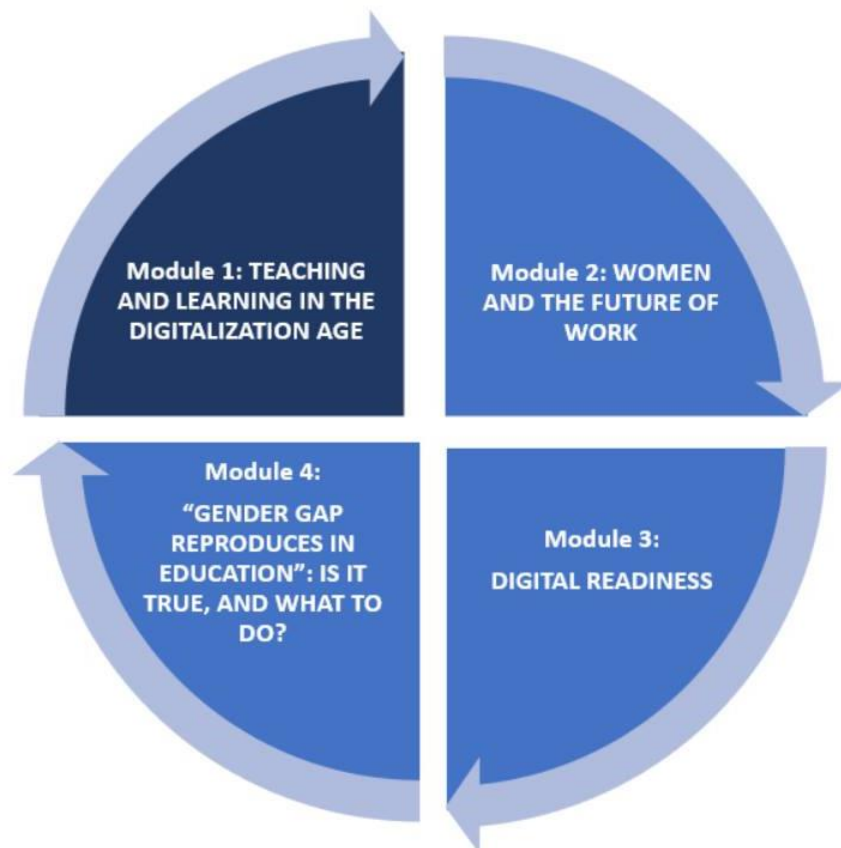 Module 1: TEACHING
AND LEARNING IN THE
DIGITALIZATION AGE
Module 2: WOMEN
AND THE FUTURE OF
WORK
Module 3:
DIGITAL READINESS
Module 4:
“GENDER GAP
REPRODUCES IN
EDUCATION”: IS IT
TRUE, AND WHAT TO
DO?